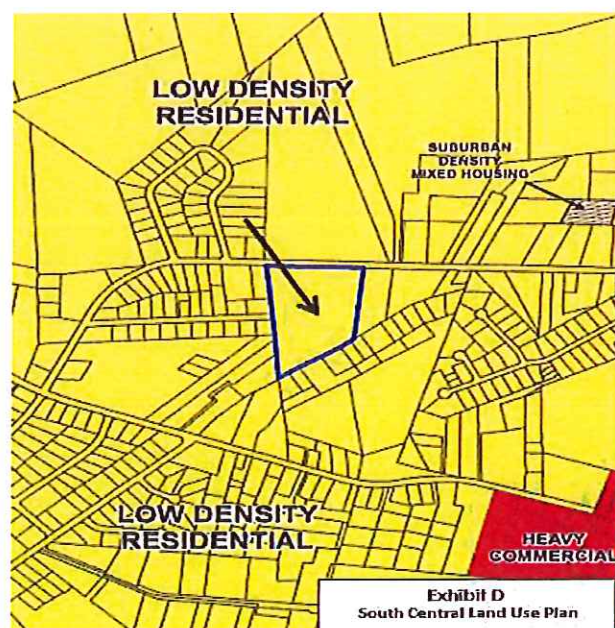 LOW DENSITY
RESIDENTIAL
SUBURBAN
DENSITY
MIXED HOUSING
LOW DENSITY
RESIDENTIAL
HEAVY
COMMERCIAL
Exhibit D
South Central Land Use Plan